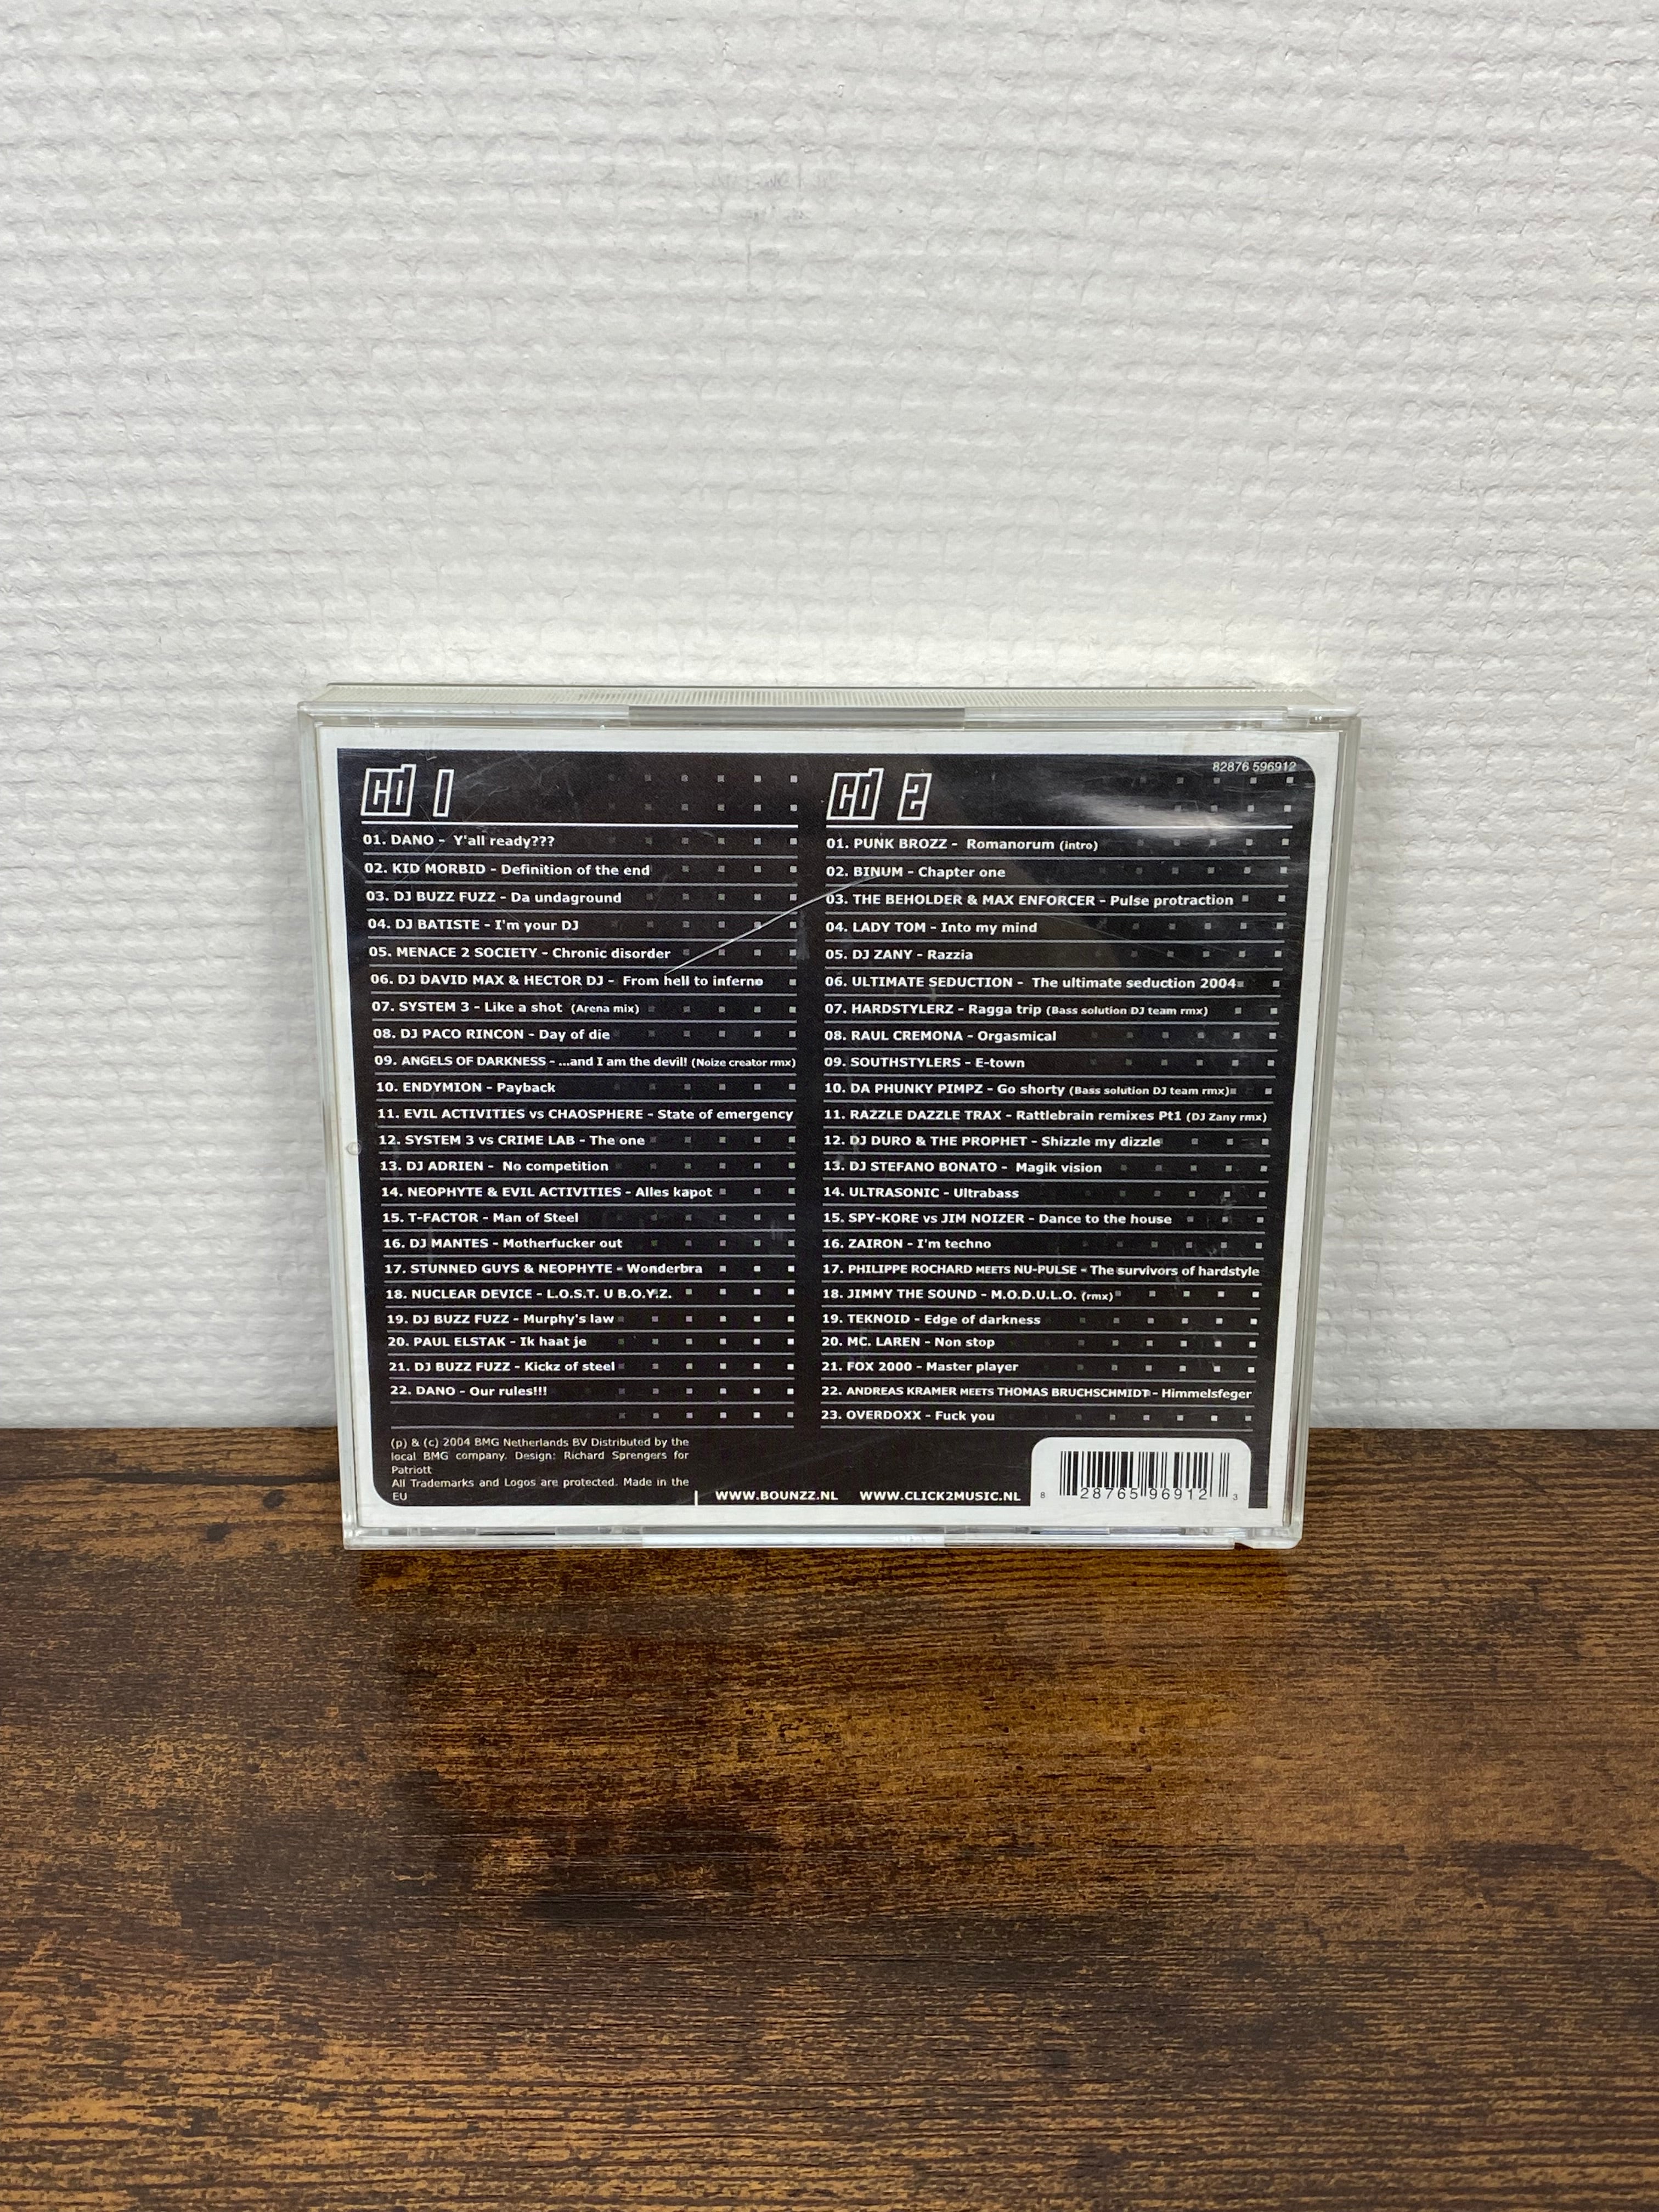 cd 1
01. DANO - Y'all ready???
02. KID MORBID - Definition of the end
03. DJ BUZZ FUZZ - Da undaground
04. DJ BATISTE - I'm your DJ
05. MENACE 2 SOCIETY - Chronic disorder
06. DJ DAVID MAX & HECTOR DJ - From hell to inferno
07. SYSTEM 3 - Like a shot (Arena mix)
08. DJ PACO RINCON - Day of die
09. ANGELS OF DARKNESS - ...and I am the devil! (Noize creator rmx)
10. ENDYMION - Payback
11. EVIL ACTIVITIES vs CHAOSPHERE - State of emergency
12. SYSTEM 3 vs CRIME LAB - The one
13. DJ ADRIEN - No competition
14. NEOPHYTE & EVIL ACTIVITIES - Alles kapot
15. T-FACTOR - Man of Steel
16. DJ MANTES - Motherfucker out
17. STUNNED GUYS & NEOPHYTE - Wonderbra
18. NUCLEAR DEVICE - L.O.S.T. U B.O.Y.Z.
19. DJ BUZZ FUZZ - Murphy's law
20. PAUL ELSTAK - Ik haat je
21. DJ BUZZ FUZZ - Kickz of steel
22. DANO - Our rules!!!
(p) & (c) 2004 BMG Netherlands BV Distributed by the
local BMG company. Design: Richard Sprengers for
Patriott
All Trademarks and Logos are protected. Made in the
EU
cd 2
82876 596912
01. PUNK BROZZ - Romanorum (intro)
02. BINUM - Chapter one
03. THE BEHOLDER & MAX ENFORCER - Pulse protraction
04. LADY TOM - Into my mind
05. DJ ZANY - Razzia
06. ULTIMATE SEDUCTION - The ultimate seduction 2004
07. HARDSTYLERZ - Ragga trip (Bass solution DJ team rmx)
08. RAUL CREMONA - Orgasmical
09. SOUTHSTYLERS - E-town
10. DA PHUNKY PIMPZ - Go shorty (Bass solution DJ team rmx)
11. RAZZLE DAZZLE TRAX - Rattlebrain remixes Pt1 (DJ Zany rmx)
12. DJ DURO & THE PROPHET - Shizzle my dizzle
13. DJ STEFANO BONATO - Magik vision
14. ULTRASONIC - Ultrabass
15. SPY-KORE vs JIM NOIZER - Dance to the house
16. ZAIRON - I'm techno
17. PHILIPPE ROCHARD MEETS NU-PULSE - The survivors of hardstyle
18. JIMMY THE SOUND - M.O.D.U.L.O. (rmx)
19. TEKNOID - Edge of darkness
20. MC. LAREN - Non stop
21. FOX 2000 - Master player
22. ANDREAS KRAMER MEETS THOMAS BRUCHSCHMIDT - Himmelsfeger
23. OVERDOXX - Fuck you
WWW.BOUNZZ.NL WWW.CLICK2MUSIC.NL
8 28765 96912 3